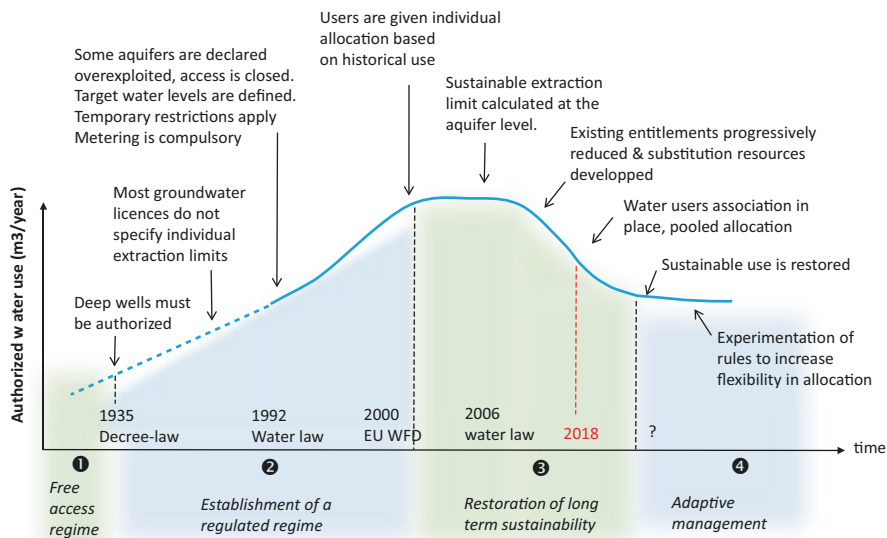 Users are given individual
allocation based
on historical use
Some aquifers are declared
overexploited, access is closed.
Target water levels are defined.
Temporary restrictions apply
Metering is compulsory
Sustainable extraction
limit calculated at the
aquifer level.
Existing entitlements progressively
reduced & substitution resources
developped
Most groundwater
licences do not
specify individual
extraction limits
Water users association in
place, pooled allocation
Sustainable use is restored
Deep wells must
be authorized
Experimentation of
rules to increase
flexibility in allocation
Authorized w ater use (m3/year)
1935
Decree-law
1992
Water law
2000
EU WFD
2006
water law
2018
?
time
❶
Free
access
regime
❷
Establishment of a
regulated regime
❸
Restoration of long
term sustainability
❹
Adaptive
management